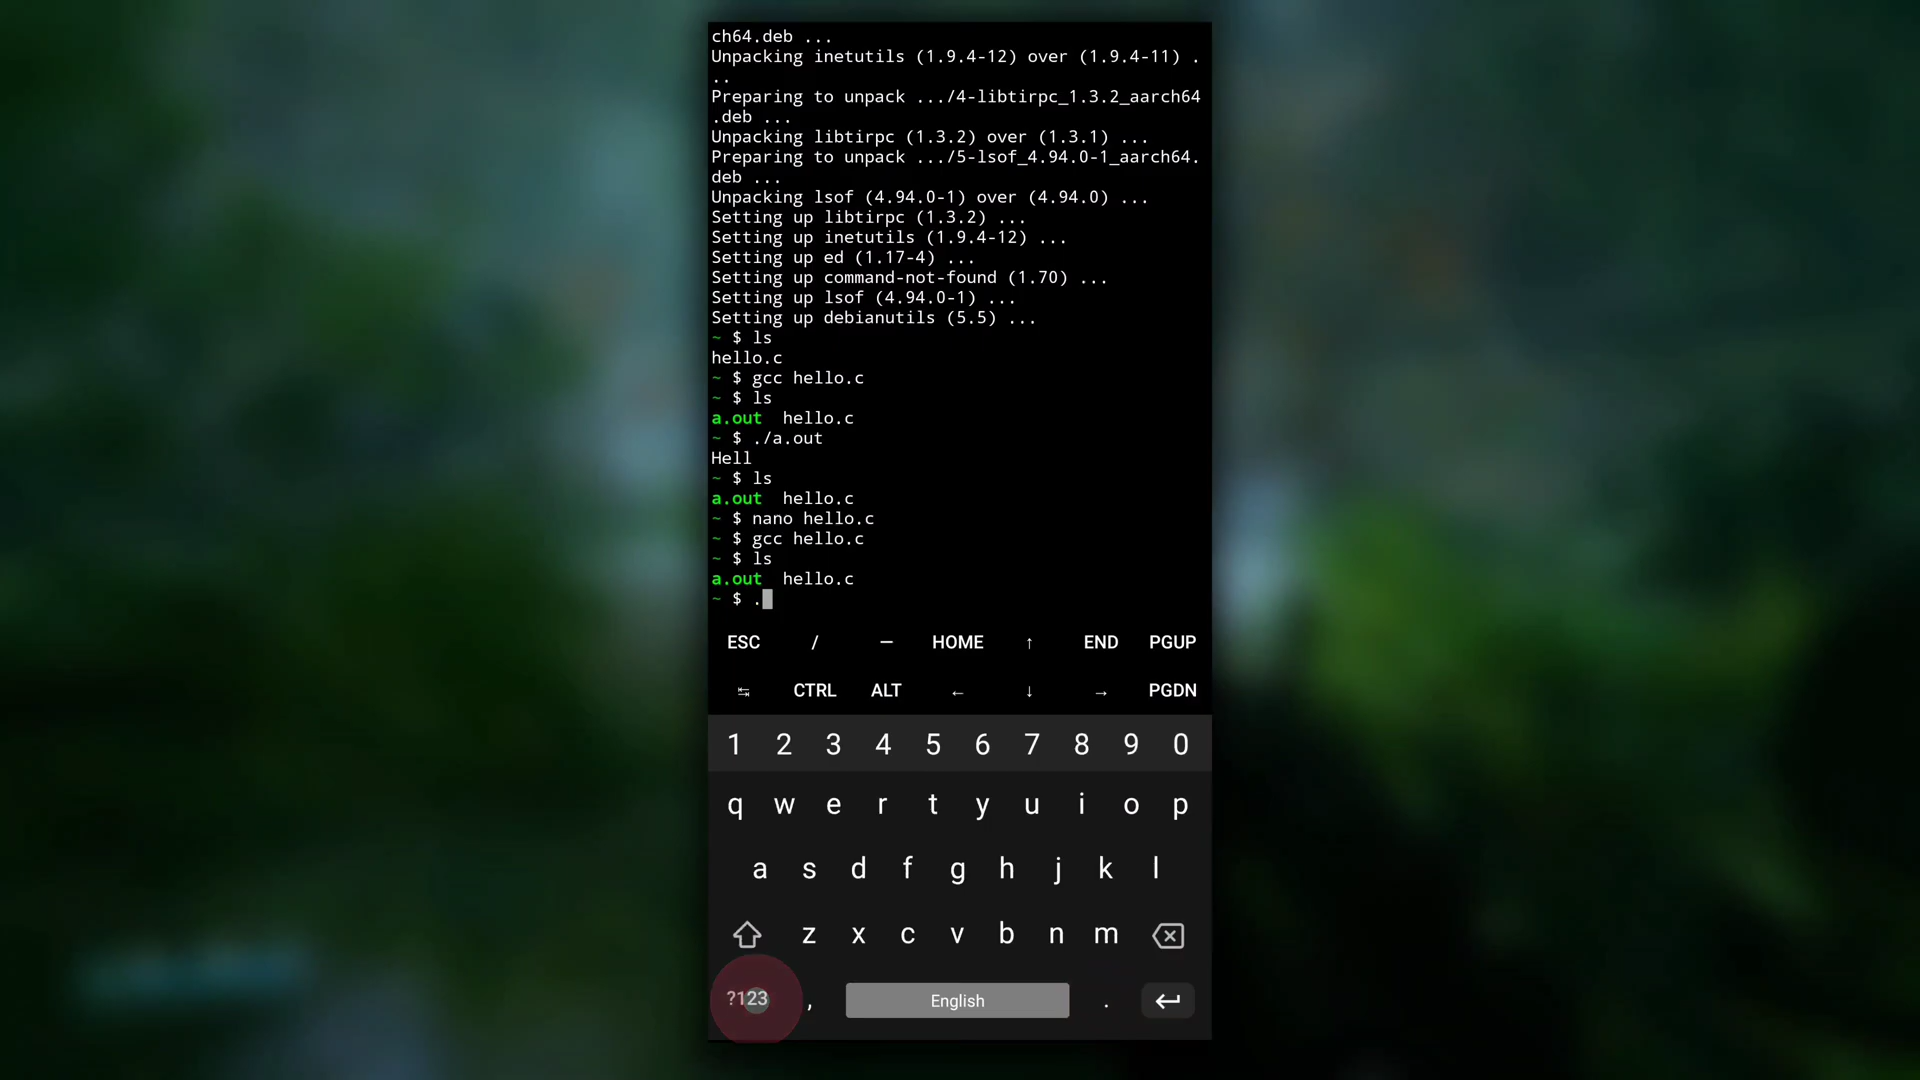 ch64.deb ...
Unpacking inetutils (1.9.4-12) over (1.9.4-11) .
..
Preparing to unpack .../4-libtirpc_1.3.2_aarch64
.deb ...
Unpacking libtirpc (1.3.2) over (1.3.1) ...
Preparing to unpack .../5-lsof_4.94.0-1_aarch64.
deb ...
Unpacking lsof (4.94.0-1) over (4.94.0) ...
Setting up libtirpc (1.3.2) ...
Setting up inetutils (1.9.4-12) ...
Setting up ed (1.17-4) ...
Setting up command-not-found (1.70) ...
Setting up lsof (4.94.0-1) ...
Setting up debianutils (5.5) ...
~ $ ls
hello.c
~ $ gcc hello.c
~ $ ls
a.out  hello.c
~ $ ./a.out
Hell
~ $ ls
a.out  hello.c
~ $ nano hello.c
~ $ gcc hello.c
~ $ ls
a.out  hello.c
~ $ .
ESC / — HOME ↑ END PGUP
↹ CTRL ALT ← ↓ → PGDN
1 2 3 4 5 6 7 8 9 0
q w e r t y u i o p
a s d f g h j k l
z x c v b n m
?123 , English .